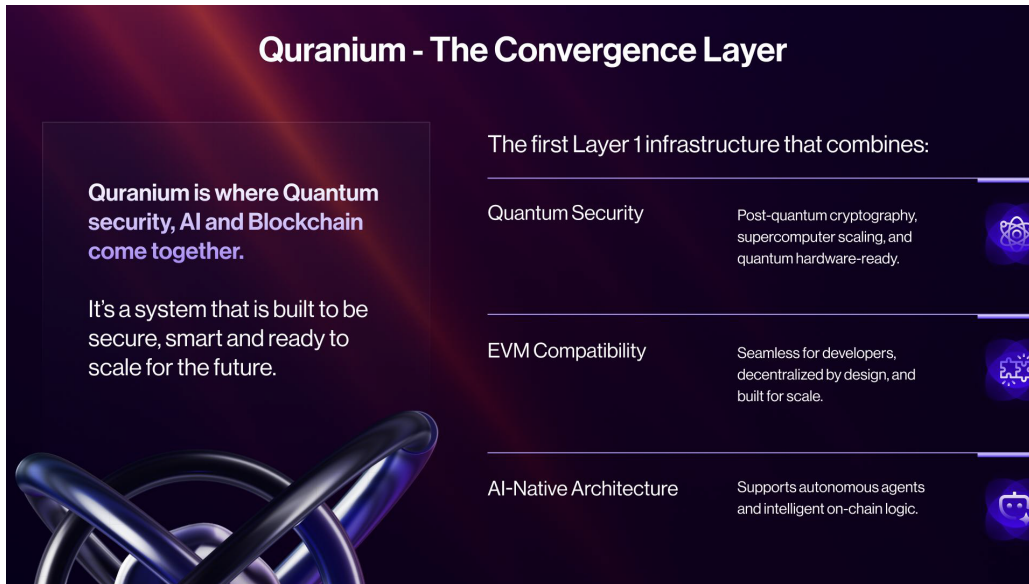 Quranium - The Convergence Layer
Quranium is where Quantum
security, AI and Blockchain
come together.
It's a system that is built to be
secure, smart and ready to
scale for the future.
The first Layer 1 infrastructure that combines:
Quantum Security
Post-quantum cryptography,
supercomputer scaling, and
quantum hardware-ready.
EVM Compatibility
Seamless for developers,
decentralized by design, and
built for scale.
AI-Native Architecture
Supports autonomous agents
and intelligent on-chain logic.